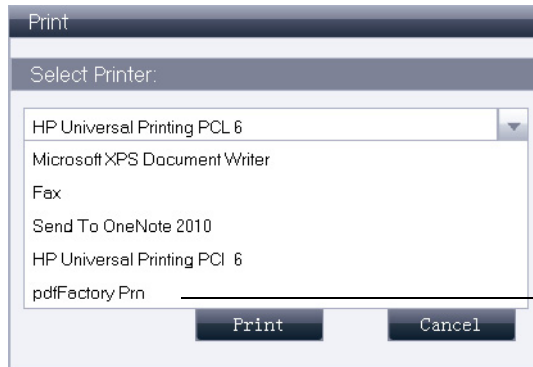 Print
Select Printer:
HP Universal Printing PCL 6
Microsoft XPS Document Writer
Fax
Send To OneNote 2010
HP Universal Printing PCl 6
pdfFactory Prn
Print Cancel